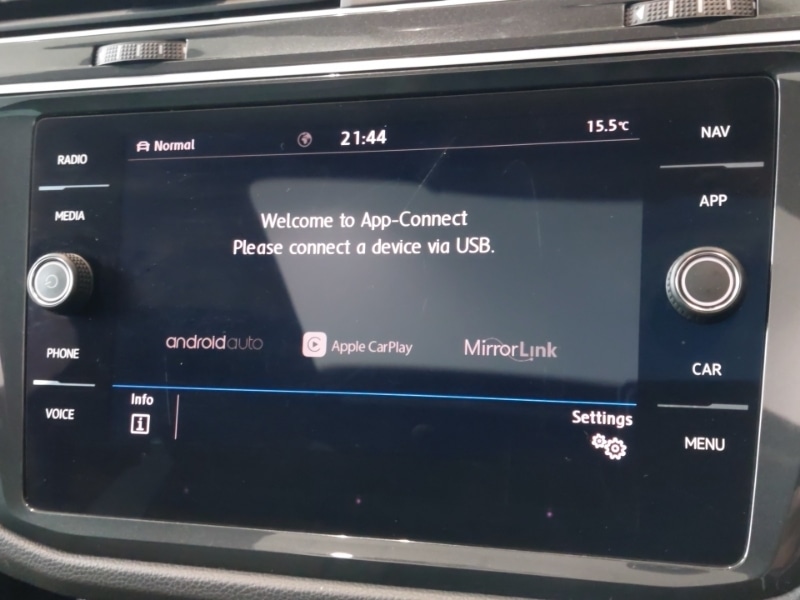 Normal 21:44 15.5°C
RADIO
MEDIA
PHONE
VOICE
Welcome to App-Connect
Please connect a device via USB.
androidauto Apple CarPlay MirrorLink
Info
i
Settings
NAV
APP
CAR
MENU